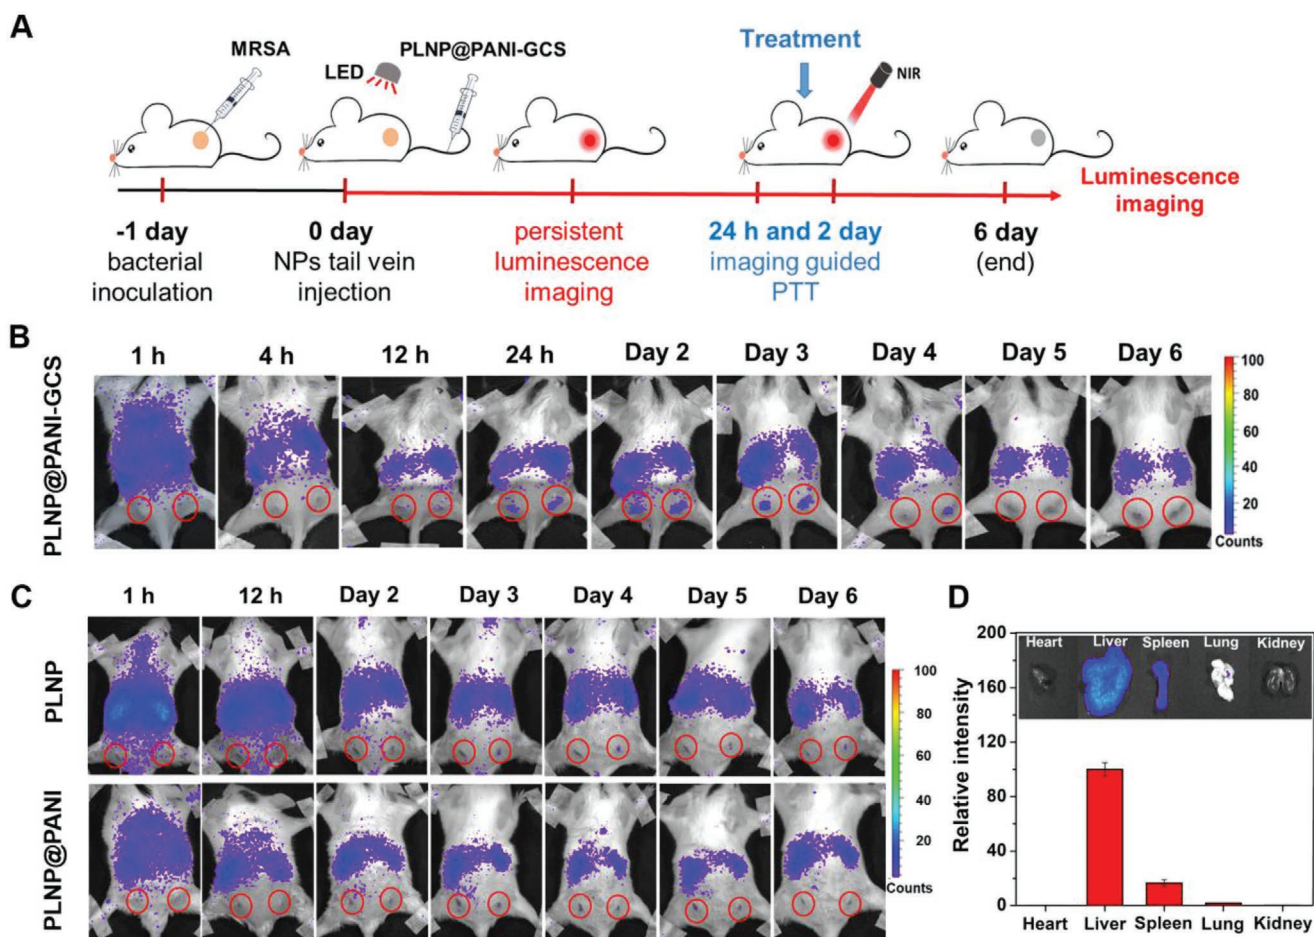 A
MRSA
LED
PLNP@PANI-GCS
Treatment
NIR
Luminescence
imaging
-1 day
bacterial
inoculation
0 day
NPs tail vein
injection
persistent
luminescence
imaging
24 h and 2 day
imaging guided
PTT
6 day
(end)
B
PLNP@PANI-GCS
1 h 4 h 12 h 24 h Day 2 Day 3 Day 4 Day 5 Day 6
100
80
60
40
20
Counts
C
PLNP
PLNP@PANI
1 h 12 h Day 2 Day 3 Day 4 Day 5 Day 6
100
80
60
40
20
Counts
D
Relative intensity
200
160
120
80
40
0
Heart Liver Spleen Lung Kidney
Heart Liver Spleen Lung Kidney